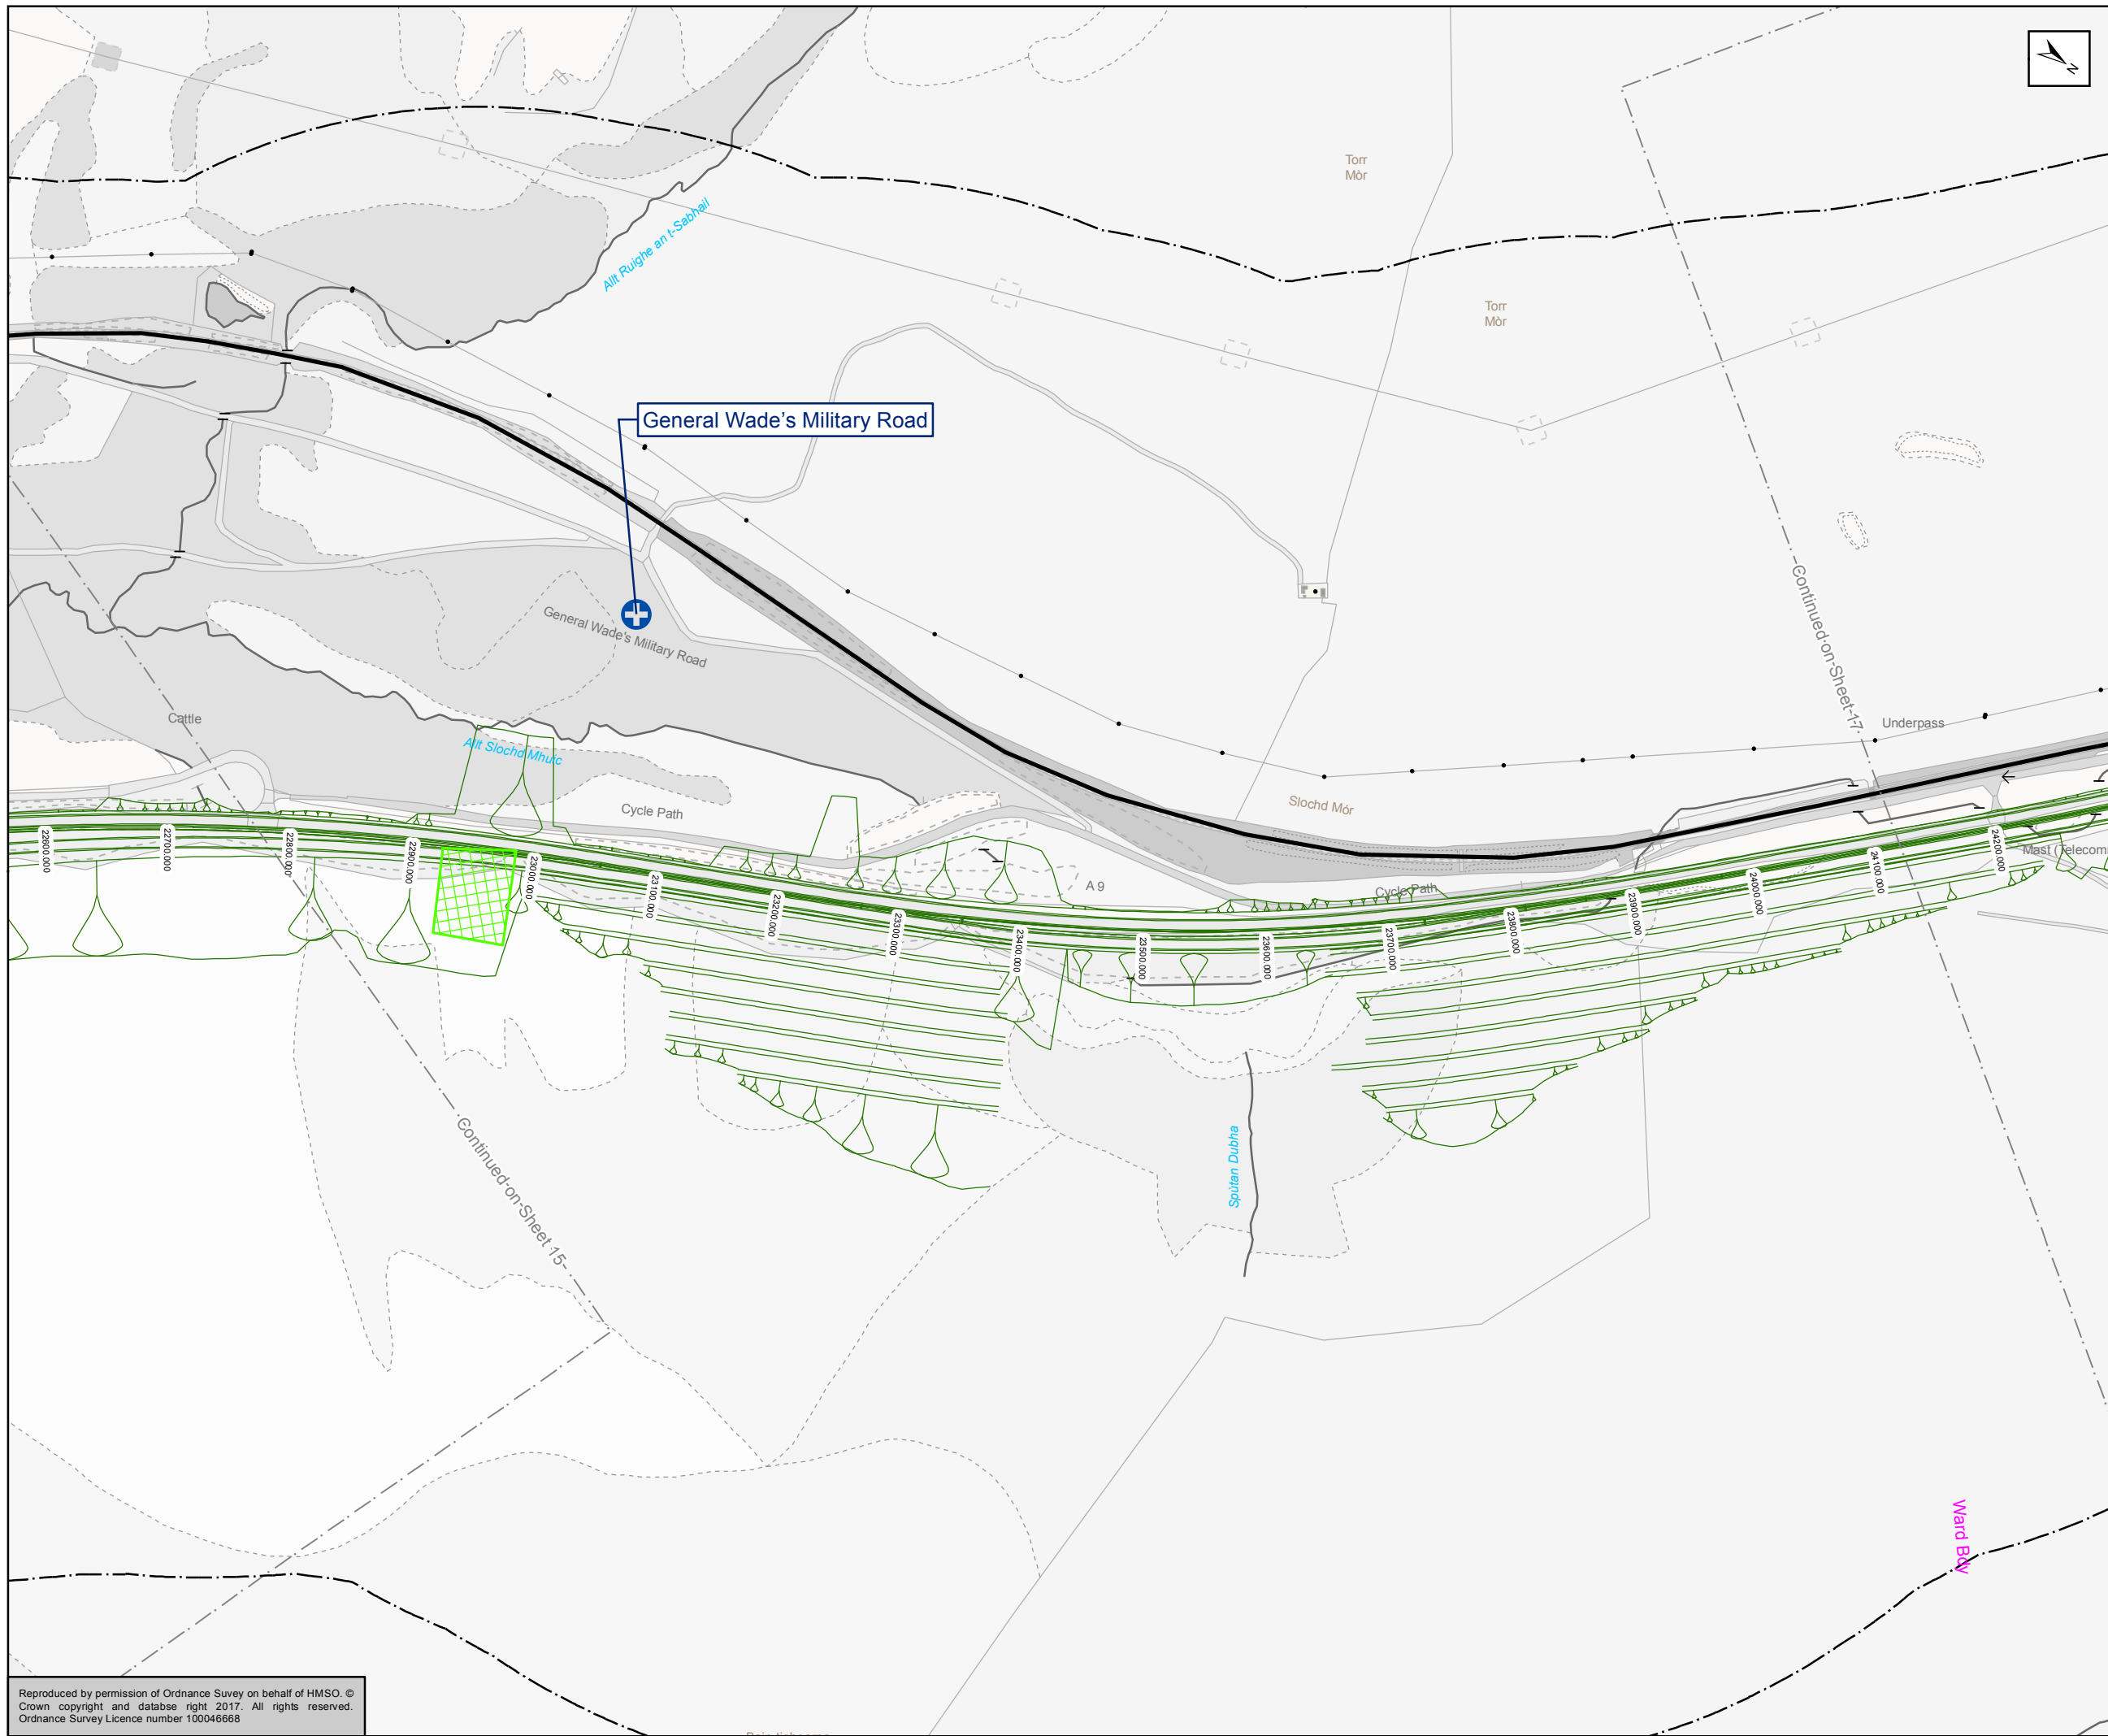 N
Torr
Mòr
Allt Ruighe an t-Sabhail
Torr
Mòr
General Wade's Military Road
General Wade's Military Road
Continued-on-Sheet-17
Cattle
Underpass
Allt Slochd Mhuic
Cycle Path
Slochd Mór
A 9
Cycle Path
Mast (Telecom
22600.000
22700.000
22800.000
22900.000
23000.000
23100.000
23200.000
23300.000
23400.000
23500.000
23600.000
23700.000
23800.000
23900.000
24000.000
24100.000
24200.000
Continued-on-Sheet-15
Spùtan Dubha
Ward Bdy
Reproduced by permission of Ordnance Suvey on behalf of HMSO. ©
Crown copyright and databse right 2017. All rights reserved.
Ordnance Survey Licence number 100046668